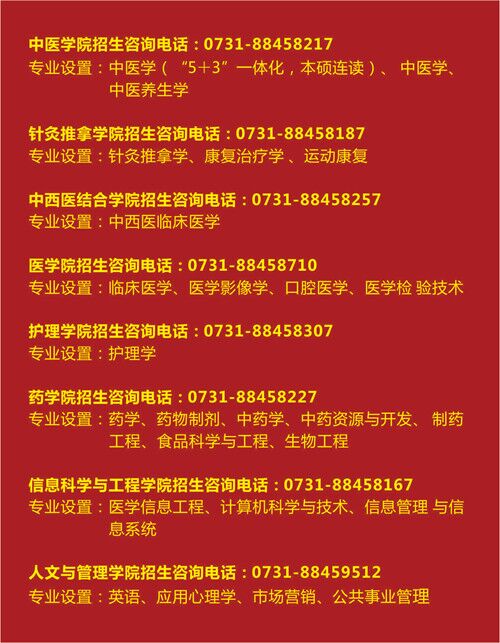 中医学院招生咨询电话：0731-88458217
专业设置：中医学（“5＋3”一体化，本硕连读）、 中医学、
中医养生学
针灸推拿学院招生咨询电话：0731-88458187
专业设置：针灸推拿学、康复治疗学 、运动康复
中西医结合学院招生咨询电话：0731-88458257
专业设置：中西医临床医学
医学院招生咨询电话：0731-88458710
专业设置：临床医学、医学影像学、口腔医学、医学检 验技术
护理学院招生咨询电话：0731-88458307
专业设置：护理学
药学院招生咨询电话：0731-88458227
专业设置：药学、药物制剂、中药学、中药资源与开发、 制药
工程、食品科学与工程、生物工程
信息科学与工程学院招生咨询电话：0731-88458167
专业设置：医学信息工程、计算机科学与技术、信息管理 与信
息系统
人文与管理学院招生咨询电话：0731-88459512
专业设置：英语、应用心理学、市场营销、公共事业管理